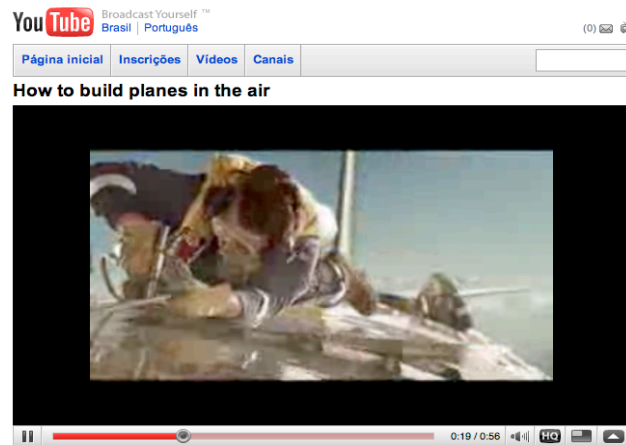 YouTube Broadcast Yourself ™
Brasil | Português
(0)
Página inicial Inscrições Vídeos Canais
How to build planes in the air
0:19 / 0:56 HQ